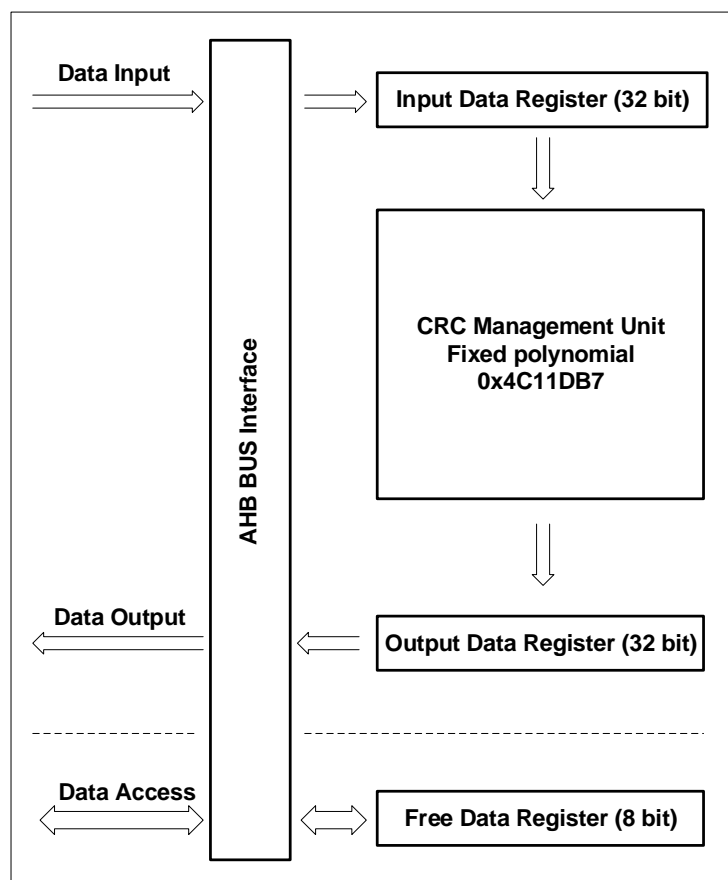 Data Input
Input Data Register (32 bit)
CRC Management Unit
Fixed polynomial
0x4C11DB7
AHB BUS Interface
Data Output
Output Data Register (32 bit)
Data Access
Free Data Register (8 bit)